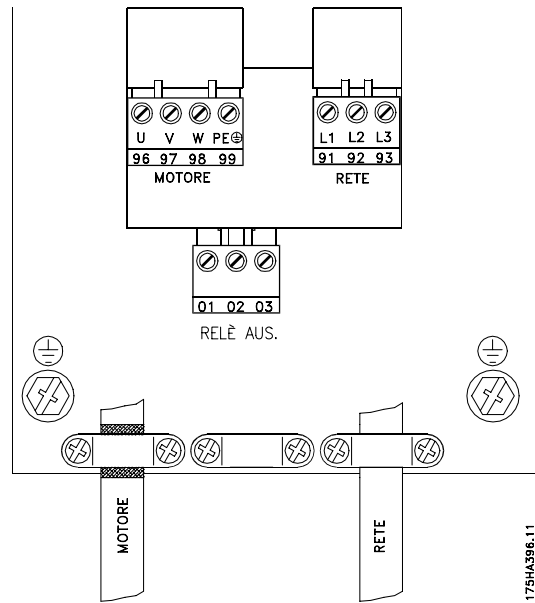 U V W PE
96 97 98 99
MOTORE
L1 L2 L3
91 92 93
RETE
01 02 03
RELÈ AUS.
MOTORE
RETE
175HA396.11